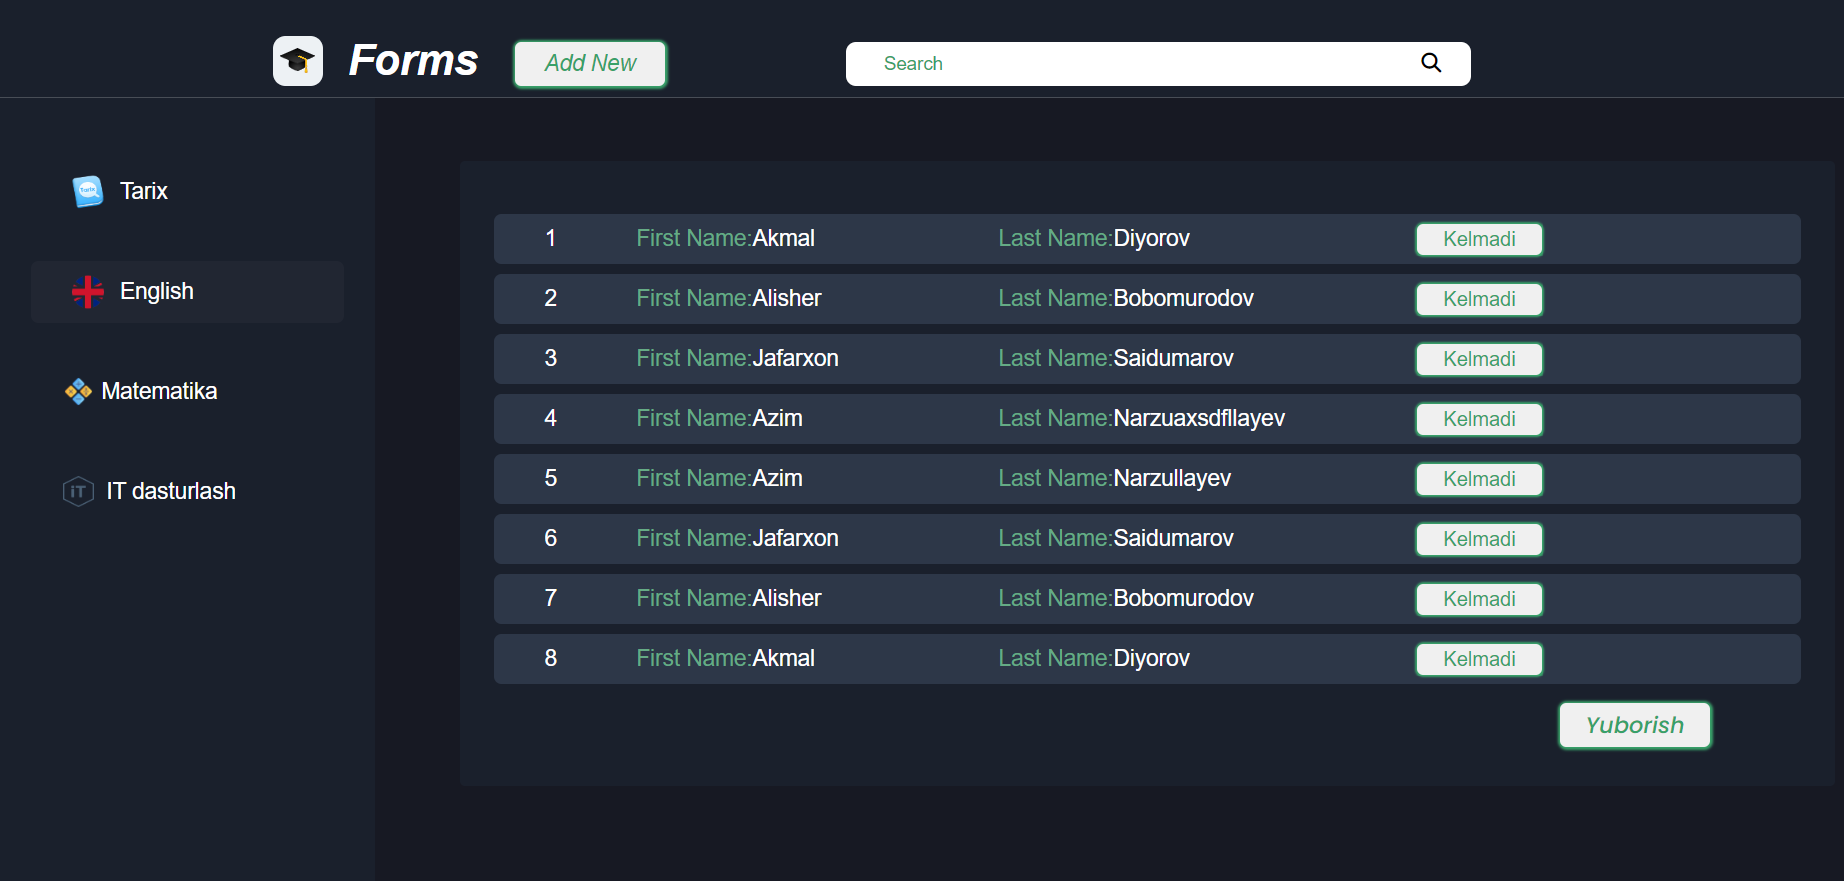 Forms Add New Search
Tarix
English
Matematika
iT IT dasturlash
1 First Name:Akmal Last Name:Diyorov Kelmadi
2 First Name:Alisher Last Name:Bobomurodov Kelmadi
3 First Name:Jafarxon Last Name:Saidumarov Kelmadi
4 First Name:Azim Last Name:Narzuaxsdfllayev Kelmadi
5 First Name:Azim Last Name:Narzullayev Kelmadi
6 First Name:Jafarxon Last Name:Saidumarov Kelmadi
7 First Name:Alisher Last Name:Bobomurodov Kelmadi
8 First Name:Akmal Last Name:Diyorov Kelmadi
Yuborish